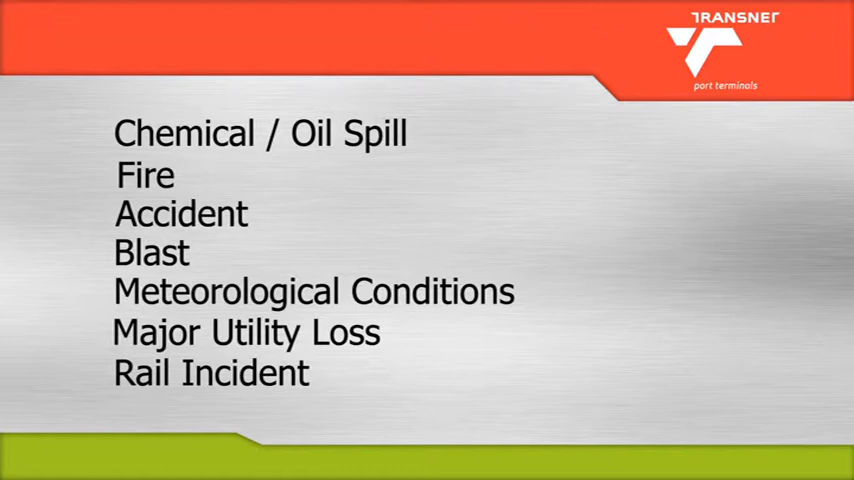 TRANSNET
port terminals
Chemical / Oil Spill
Fire
Accident
Blast
Meteorological Conditions
Major Utility Loss
Rail Incident